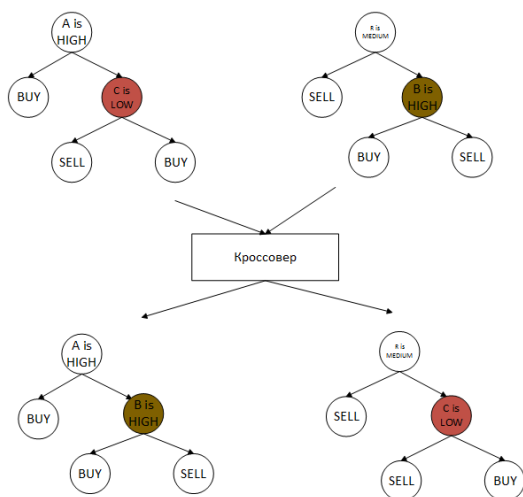 A is
HIGH
BUY
C is
LOW
SELL
BUY
R is
MEDIUM
SELL
B is
HIGH
BUY
SELL
Кроссовер
A is
HIGH
BUY
B is
HIGH
BUY
SELL
R is
MEDIUM
SELL
C is
LOW
SELL
BUY